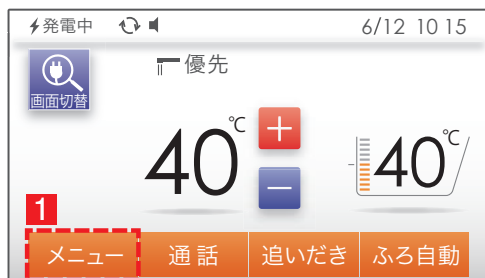 発電中 6/12 10 15
画面切替
優先
40℃ + − 40℃
1
メニュー 通話 追いだき ふろ自動